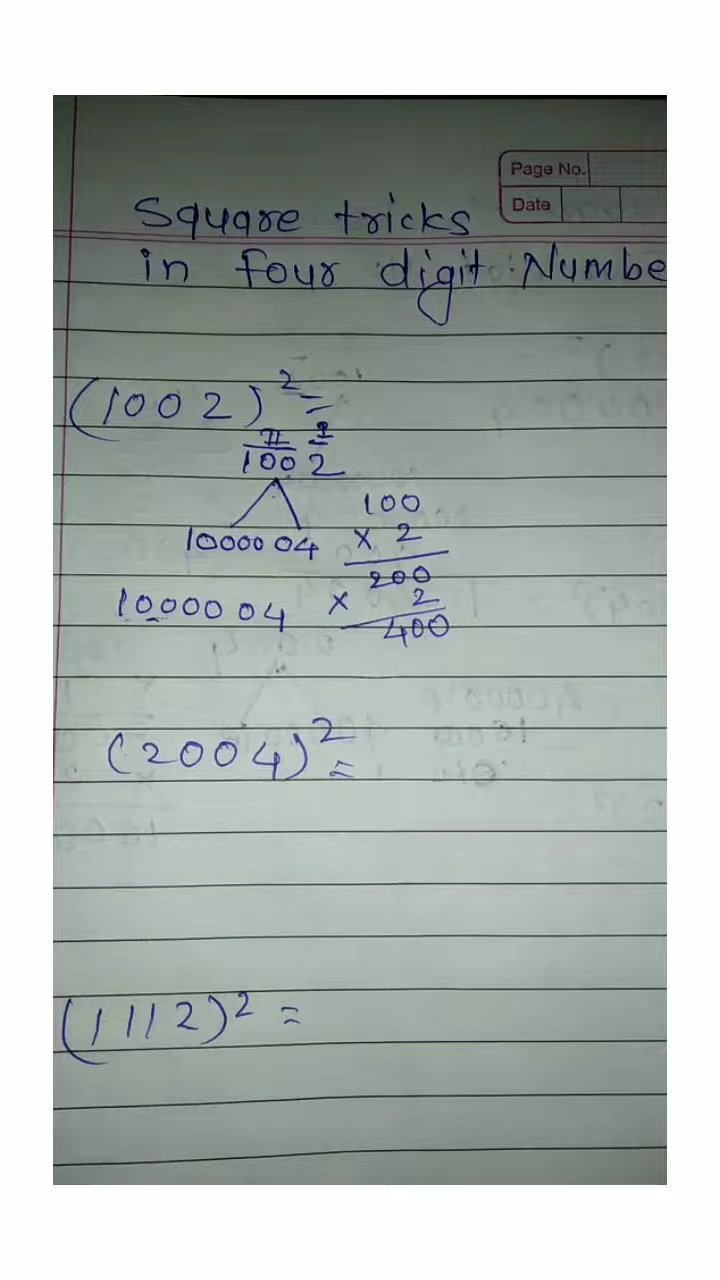 Page No.
Date
Square tricks
in four digit Numbe
(1002)² =
II I
100 2
1000004
100
× 2
200
1000004
× 2
400
(2004)² =
(1112)² =